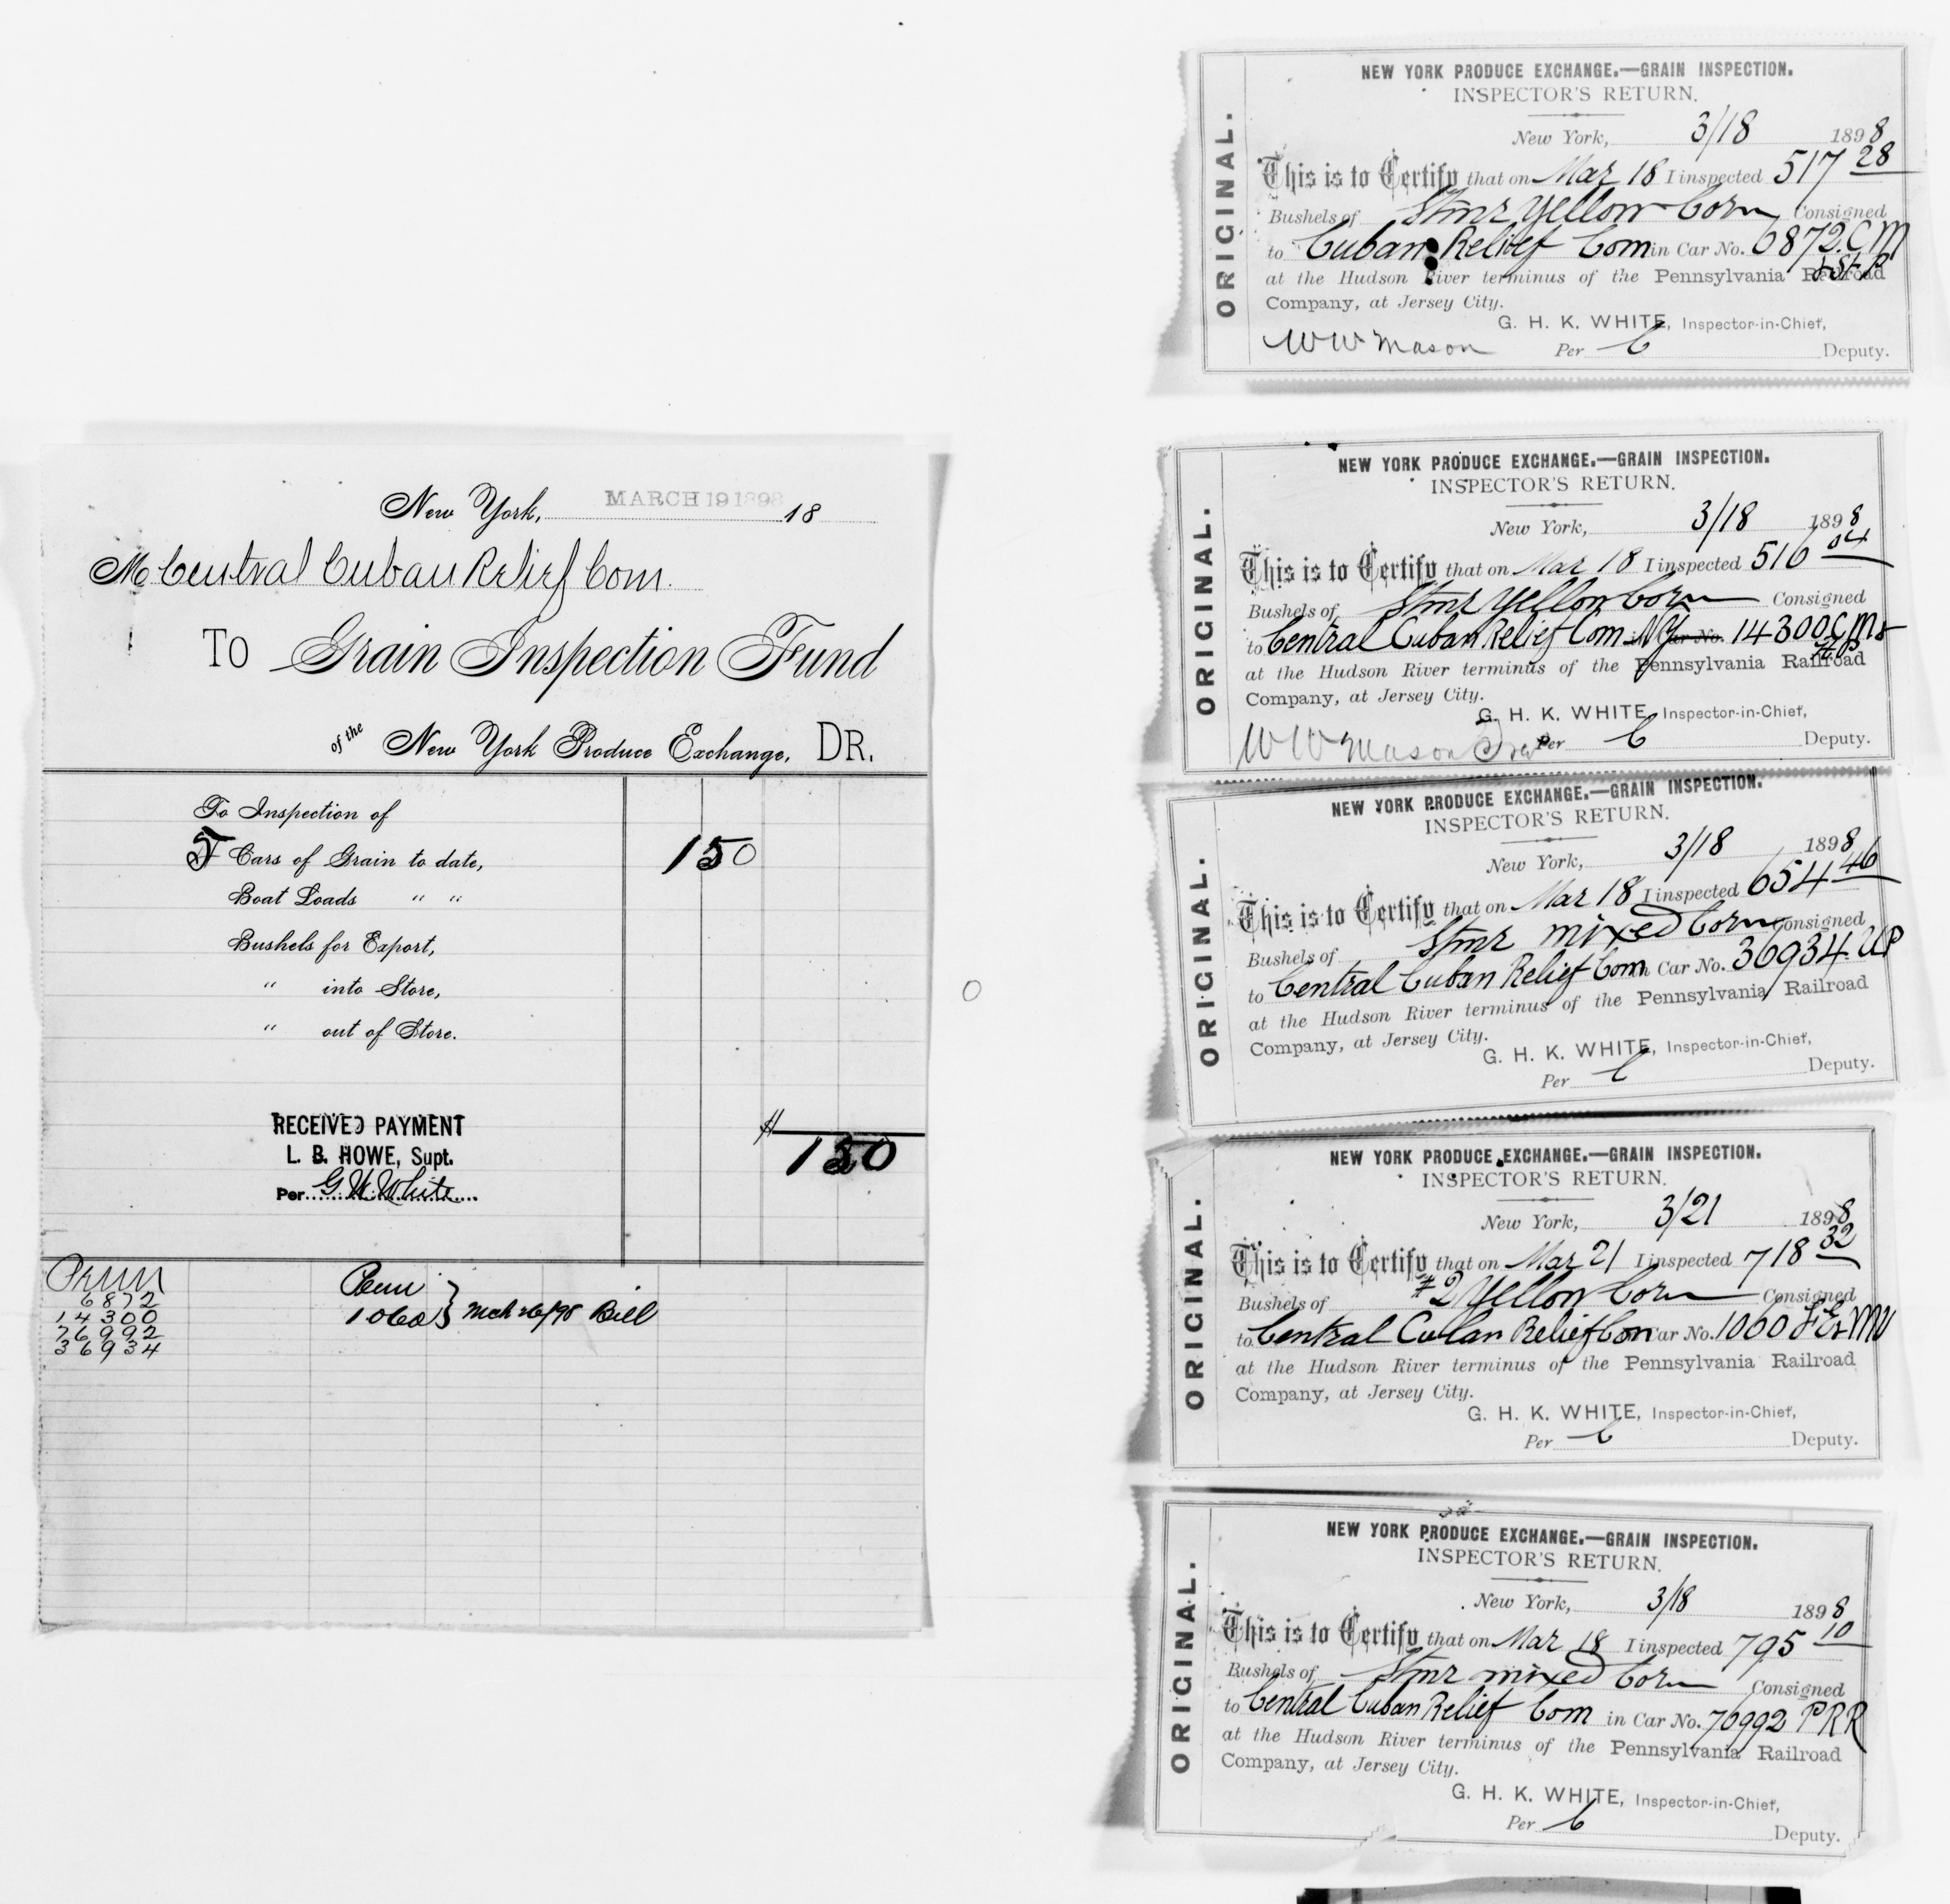 New York, MARCH 19 1898 18
M Central Cuban Relief Com.
TO Grain Inspection Fund
of the New York Produce Exchange, DR.
To Inspection of
5 Cars of Grain to date, 150
Boat Loads " "
Bushels for Export,
" into Store,
" out of Store.
RECEIVED PAYMENT
L. B. HOWE, Supt.
Per G H White
$ 150
Penn
6872
14300
76992
36934
Penn
1060 } Mch 26/98 Bill
ORIGINAL.
NEW YORK PRODUCE EXCHANGE.—GRAIN INSPECTION.
INSPECTOR'S RETURN.
New York, 3/18 1898
This is to Certify that on Mar 18 I inspected 517 28
Bushels of Stmr Yellow Corn Consigned
to Cuban Relief Com in Car No. 6872 CM
& St P
at the Hudson River terminus of the Pennsylvania Railroad
Company, at Jersey City.
G. H. K. WHITE, Inspector-in-Chief,
WW Mason Per C Deputy.
ORIGINAL.
NEW YORK PRODUCE EXCHANGE.—GRAIN INSPECTION.
INSPECTOR'S RETURN.
New York, 3/18 1898
This is to Certify that on Mar 18 I inspected 516 04
Bushels of Stmr Yellow Corn Consigned
to Central Cuban Relief Com NY in Car No. 14300 CM &
St P
at the Hudson River terminus of the Pennsylvania Railroad
Company, at Jersey City.
G. H. K. WHITE, Inspector-in-Chief,
WW Mason Per C Deputy.
ORIGINAL.
NEW YORK PRODUCE EXCHANGE.—GRAIN INSPECTION.
INSPECTOR'S RETURN.
New York, 3/18 1898
This is to Certify that on Mar 18 I inspected 654 46
Bushels of Stmr mixed Corn Consigned
to Central Cuban Relief Com in Car No. 36934 UP
at the Hudson River terminus of the Pennsylvania Railroad
Company, at Jersey City.
G. H. K. WHITE, Inspector-in-Chief,
Per C Deputy.
ORIGINAL.
NEW YORK PRODUCE EXCHANGE.—GRAIN INSPECTION.
INSPECTOR'S RETURN.
New York, 3/21 1898
This is to Certify that on Mar 21 I inspected 718 32
Bushels of #2 Yellow Corn Consigned
to Central Cuban Relief Com Car No. 1060
at the Hudson River terminus of the Pennsylvania Railroad
Company, at Jersey City.
G. H. K. WHITE, Inspector-in-Chief,
Per C Deputy.
ORIGINAL.
NEW YORK PRODUCE EXCHANGE.—GRAIN INSPECTION.
INSPECTOR'S RETURN.
New York, 3/18 1898
This is to Certify that on Mar 18 I inspected 795 10
Bushels of Stmr mixed Corn Consigned
to Central Cuban Relief Com in Car No. 76992 PRR
at the Hudson River terminus of the Pennsylvania Railroad
Company, at Jersey City.
G. H. K. WHITE, Inspector-in-Chief,
Per C Deputy.